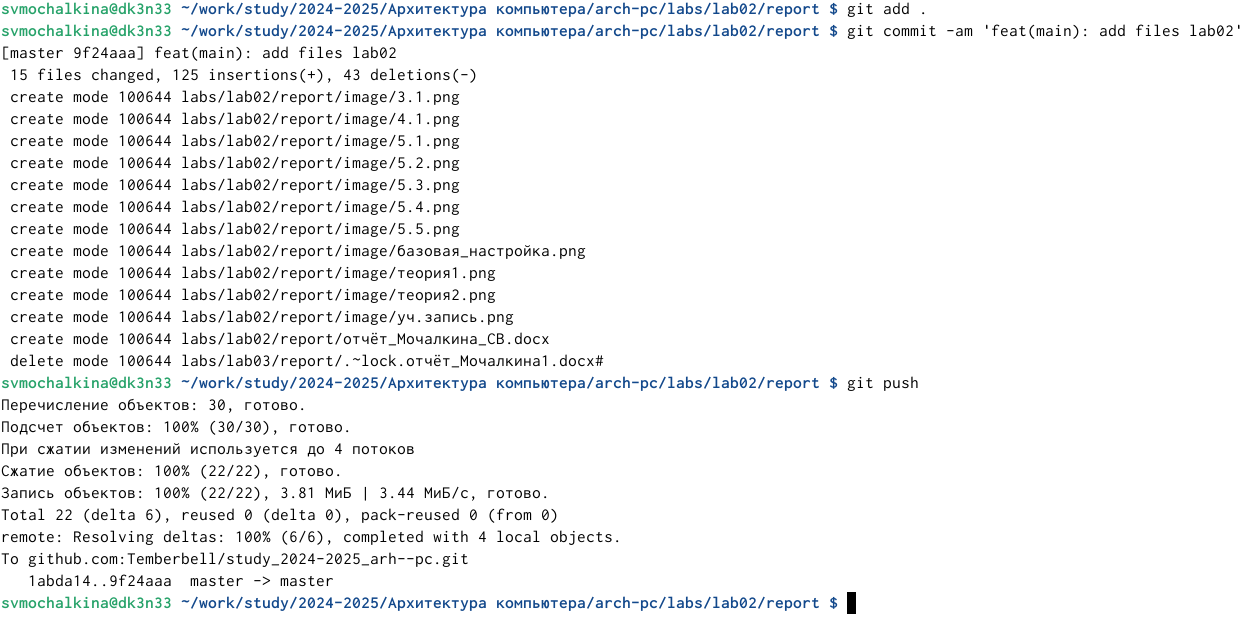 svmochalkina@dk3n33 ~/work/study/2024-2025/Архитектура компьютера/arch-pc/labs/lab02/report $ git add .
svmochalkina@dk3n33 ~/work/study/2024-2025/Архитектура компьютера/arch-pc/labs/lab02/report $ git commit -am 'feat(main): add files lab02'
[master 9f24aaa] feat(main): add files lab02
 15 files changed, 125 insertions(+), 43 deletions(-)
 create mode 100644 labs/lab02/report/image/3.1.png
 create mode 100644 labs/lab02/report/image/4.1.png
 create mode 100644 labs/lab02/report/image/5.1.png
 create mode 100644 labs/lab02/report/image/5.2.png
 create mode 100644 labs/lab02/report/image/5.3.png
 create mode 100644 labs/lab02/report/image/5.4.png
 create mode 100644 labs/lab02/report/image/5.5.png
 create mode 100644 labs/lab02/report/image/базовая_настройка.png
 create mode 100644 labs/lab02/report/image/теория1.png
 create mode 100644 labs/lab02/report/image/теория2.png
 create mode 100644 labs/lab02/report/image/уч.запись.png
 create mode 100644 labs/lab02/report/отчёт_Мочалкина_СВ.docx
 delete mode 100644 labs/lab03/report/.~lock.отчёт_Мочалкина1.docx#
svmochalkina@dk3n33 ~/work/study/2024-2025/Архитектура компьютера/arch-pc/labs/lab02/report $ git push
Перечисление объектов: 30, готово.
Подсчет объектов: 100% (30/30), готово.
При сжатии изменений используется до 4 потоков
Сжатие объектов: 100% (22/22), готово.
Запись объектов: 100% (22/22), 3.81 МиБ | 3.44 МиБ/с, готово.
Total 22 (delta 6), reused 0 (delta 0), pack-reused 0 (from 0)
remote: Resolving deltas: 100% (6/6), completed with 4 local objects.
To github.com:Temberbell/study_2024-2025_arh--pc.git
   1abda14..9f24aaa  master -> master
svmochalkina@dk3n33 ~/work/study/2024-2025/Архитектура компьютера/arch-pc/labs/lab02/report $